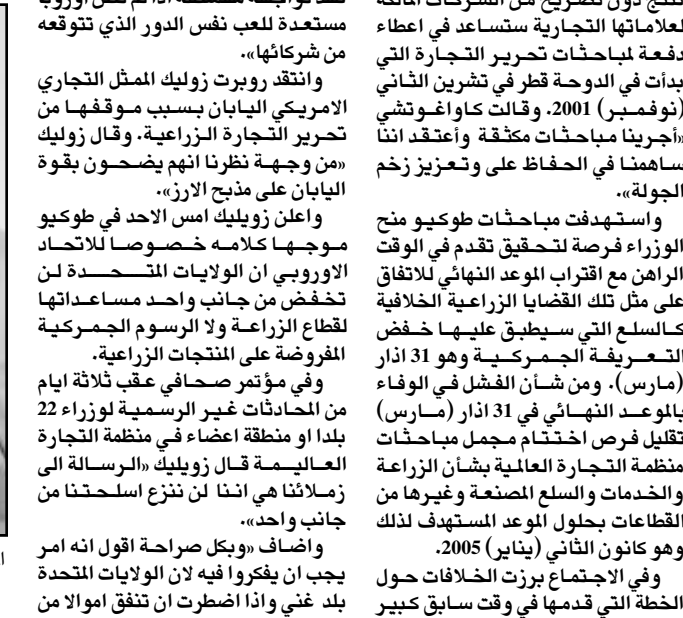 لعلاماتها التجارية ستساعد في اعطاء
دفعة لمباحثات تحرير التجارة التي
بدأت في الدوحة قطر في تشرين الثاني
(نوفمبر) 2001. وقالت كاواغوتشي
«أجرينا مباحثات مكثقة وأعتقد اننا
ساهمنا في الحفاظ على وتعزيز زخم
الجولة».
واستهدفت مباحثات طوكيو منح
الوزراء فرصة لتحقيق تقدم في الوقت
الراهن مع اقتراب الموعد النهائي للاتفاق
على مثل تلك القضايا الزراعية الخلافية
كالسلع التي سيطبق عليها خفض
التعريفة الجمركية وهو 31 اذار
(مارس). ومن شأن الفشل في الوفاء
بالموعد النهائي في 31 اذار (مارس)
تقليل فرص اختتام مجمل مباحثات
منظمة التجارة العالمية بشأن الزراعة
والخدمات والسلع المصنعة وغيرها من
القطاعات بحلول الموعد المستهدف لذلك
وهو كانون الثاني (يناير) 2005.
وفي الاجتماع برزت الخلافات حول
الخطة التي قدمها في وقت سابق كبير
مستعدة للعب نفس الدور الذي تتوقعه
من شركائها».
وانتقد روبرت زوليك الممثل التجاري
الامريكي اليابان بسبب موقفها من
تحرير التجارة الزراعية. وقال زوليك
«من وجهة نظرنا انهم يضحون بقوة
اليابان على مذبح الارز».
واعلن زويليك امس الاحد في طوكيو
موجها كلامه خصوصا للاتحاد
الاوروبي ان الولايات المتحدة لن
تخفض من جانب واحد مساعداتها
لقطاع الزراعة ولا الرسوم الجمركية
المفروضة على المنتجات الزراعية.
وفي مؤتمر صحافي عقب ثلاثة ايام
من المحادثات غير الرسمية لوزراء 22
بلدا او منطقة اعضاء في منظمة التجارة
العالمية قال زويليك «الرسالة الى
زملائنا هي اننا لن ننزع اسلحتنا من
جانب واحد».
واضاف «وبكل صراحة اقول انه امر
يجب ان يفكروا فيه لان الولايات المتحدة
بلد غني واذا اضطرت ان تنفق اموالا من